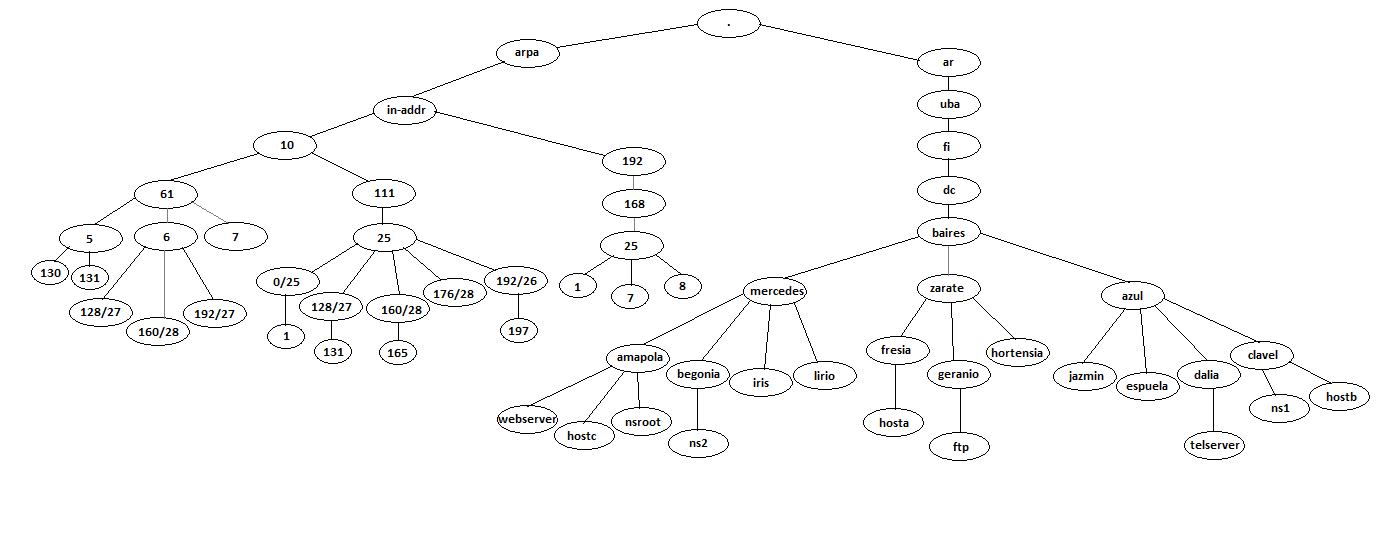 .
arpa
ar
in-addr
uba
10
fi
192
61
111
dc
168
5
6
7
25
25
baires
130
131
0/25
128/27
160/28
176/28
192/26
1
7
8
mercedes
zarate
azul
128/27
160/28
192/27
1
131
165
197
amapola
begonia
iris
lirio
fresia
geranio
hortensia
jazmin
espuela
dalia
clavel
webserver
hostc
nsroot
ns2
hosta
ftp
telserver
ns1
hostb